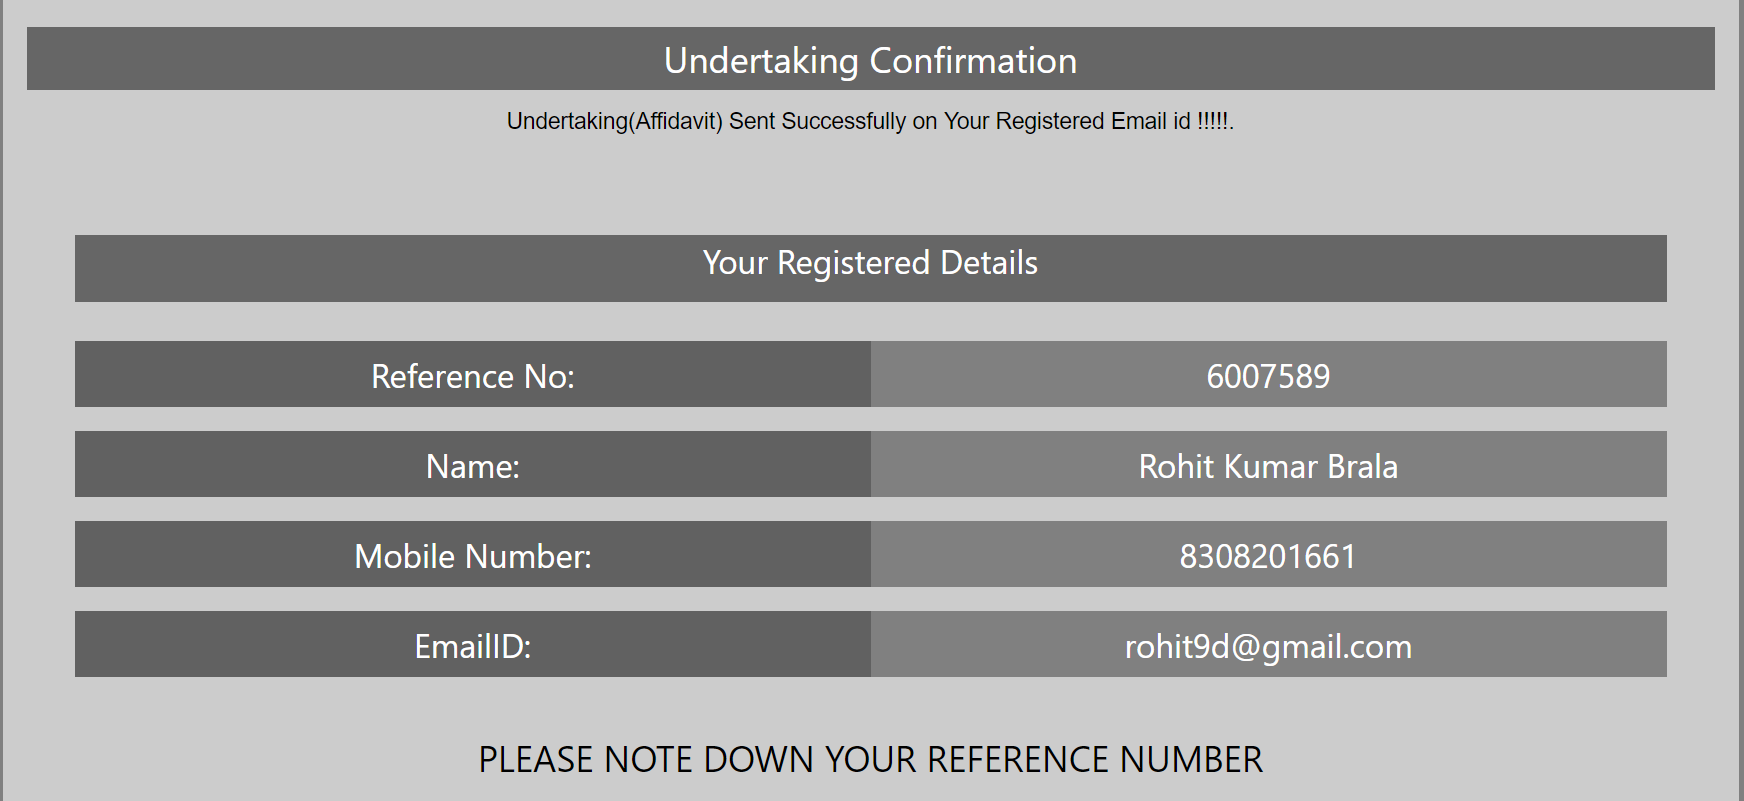 Undertaking Confirmation
Undertaking(Affidavit) Sent Successfully on Your Registered Email id !!!!!.
Your Registered Details
Reference No: 6007589
Name: Rohit Kumar Brala
Mobile Number: 8308201661
EmailID: rohit9d@gmail.com
PLEASE NOTE DOWN YOUR REFERENCE NUMBER